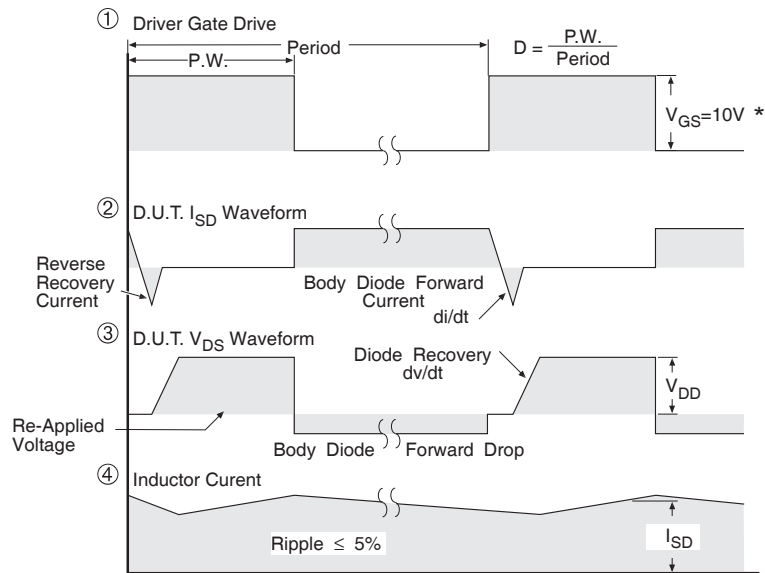 ① Driver Gate Drive
Period
P.W.
D = P.W. / Period
V_GS=10V *
② D.U.T. I_SD Waveform
Reverse
Recovery
Current
Body Diode Forward
Current
di/dt
③ D.U.T. V_DS Waveform
Diode Recovery
dv/dt
V_DD
Re-Applied
Voltage
Body Diode Forward Drop
④ Inductor Curent
Ripple ≤ 5%
I_SD